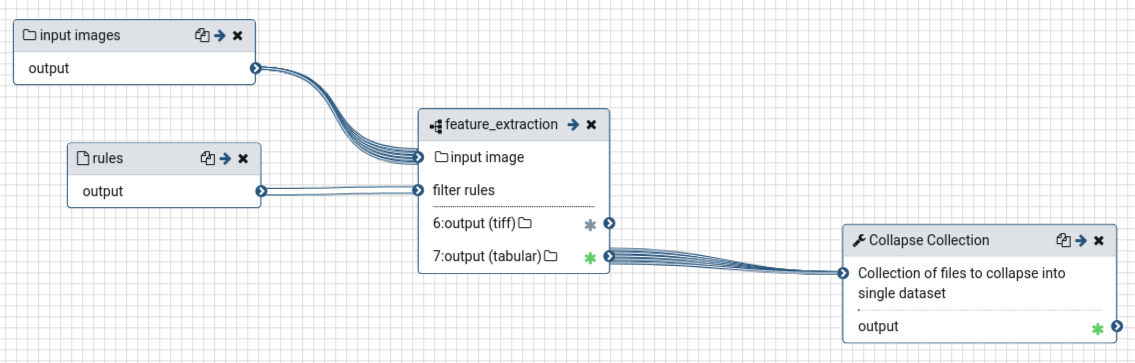 input images
output
rules
output
feature_extraction
input image
filter rules
6:output (tiff)
7:output (tabular)
Collapse Collection
Collection of files to collapse into
single dataset
output